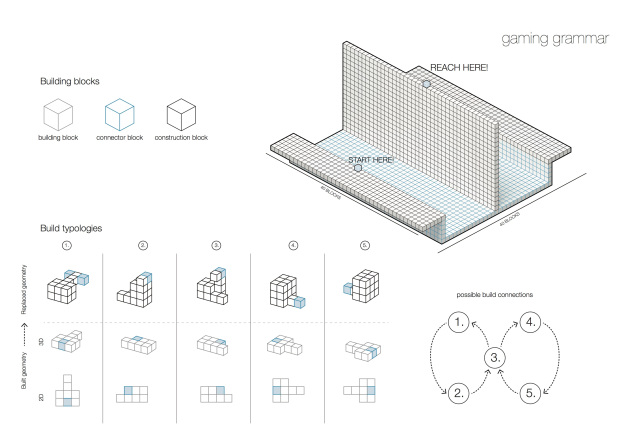 gaming grammar
Building blocks
building block
connector block
construction block
REACH HERE!
START HERE!
80 BLOCKS
40 BLOCKS
Build typologies
1.
2.
3.
4.
5.
Replaced geometry
Built geometry
3D
2D
possible build connections
1.
4.
3.
2.
5.